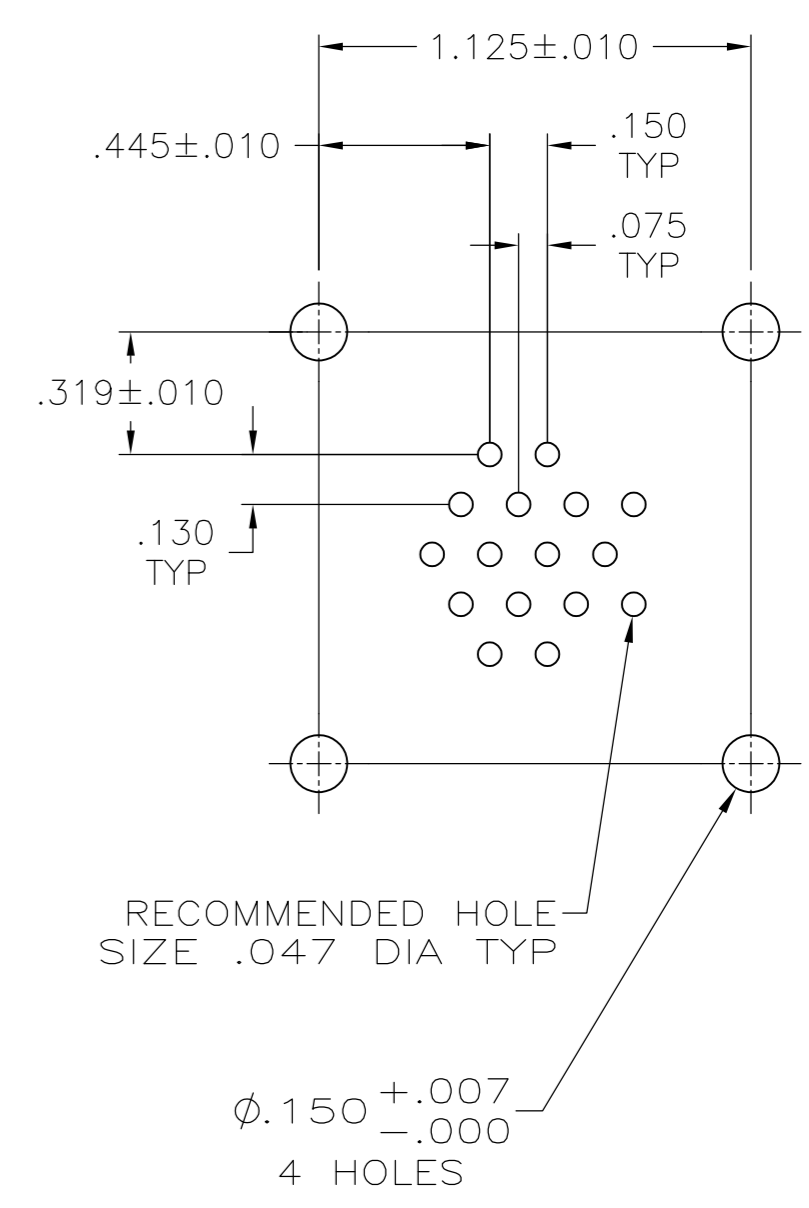 1.125±.010
.445±.010
.150
TYP
.075
TYP
.319±.010
.130
TYP
RECOMMENDED HOLE
SIZE .047 DIA TYP
∅.150 +.007
-.000
4 HOLES